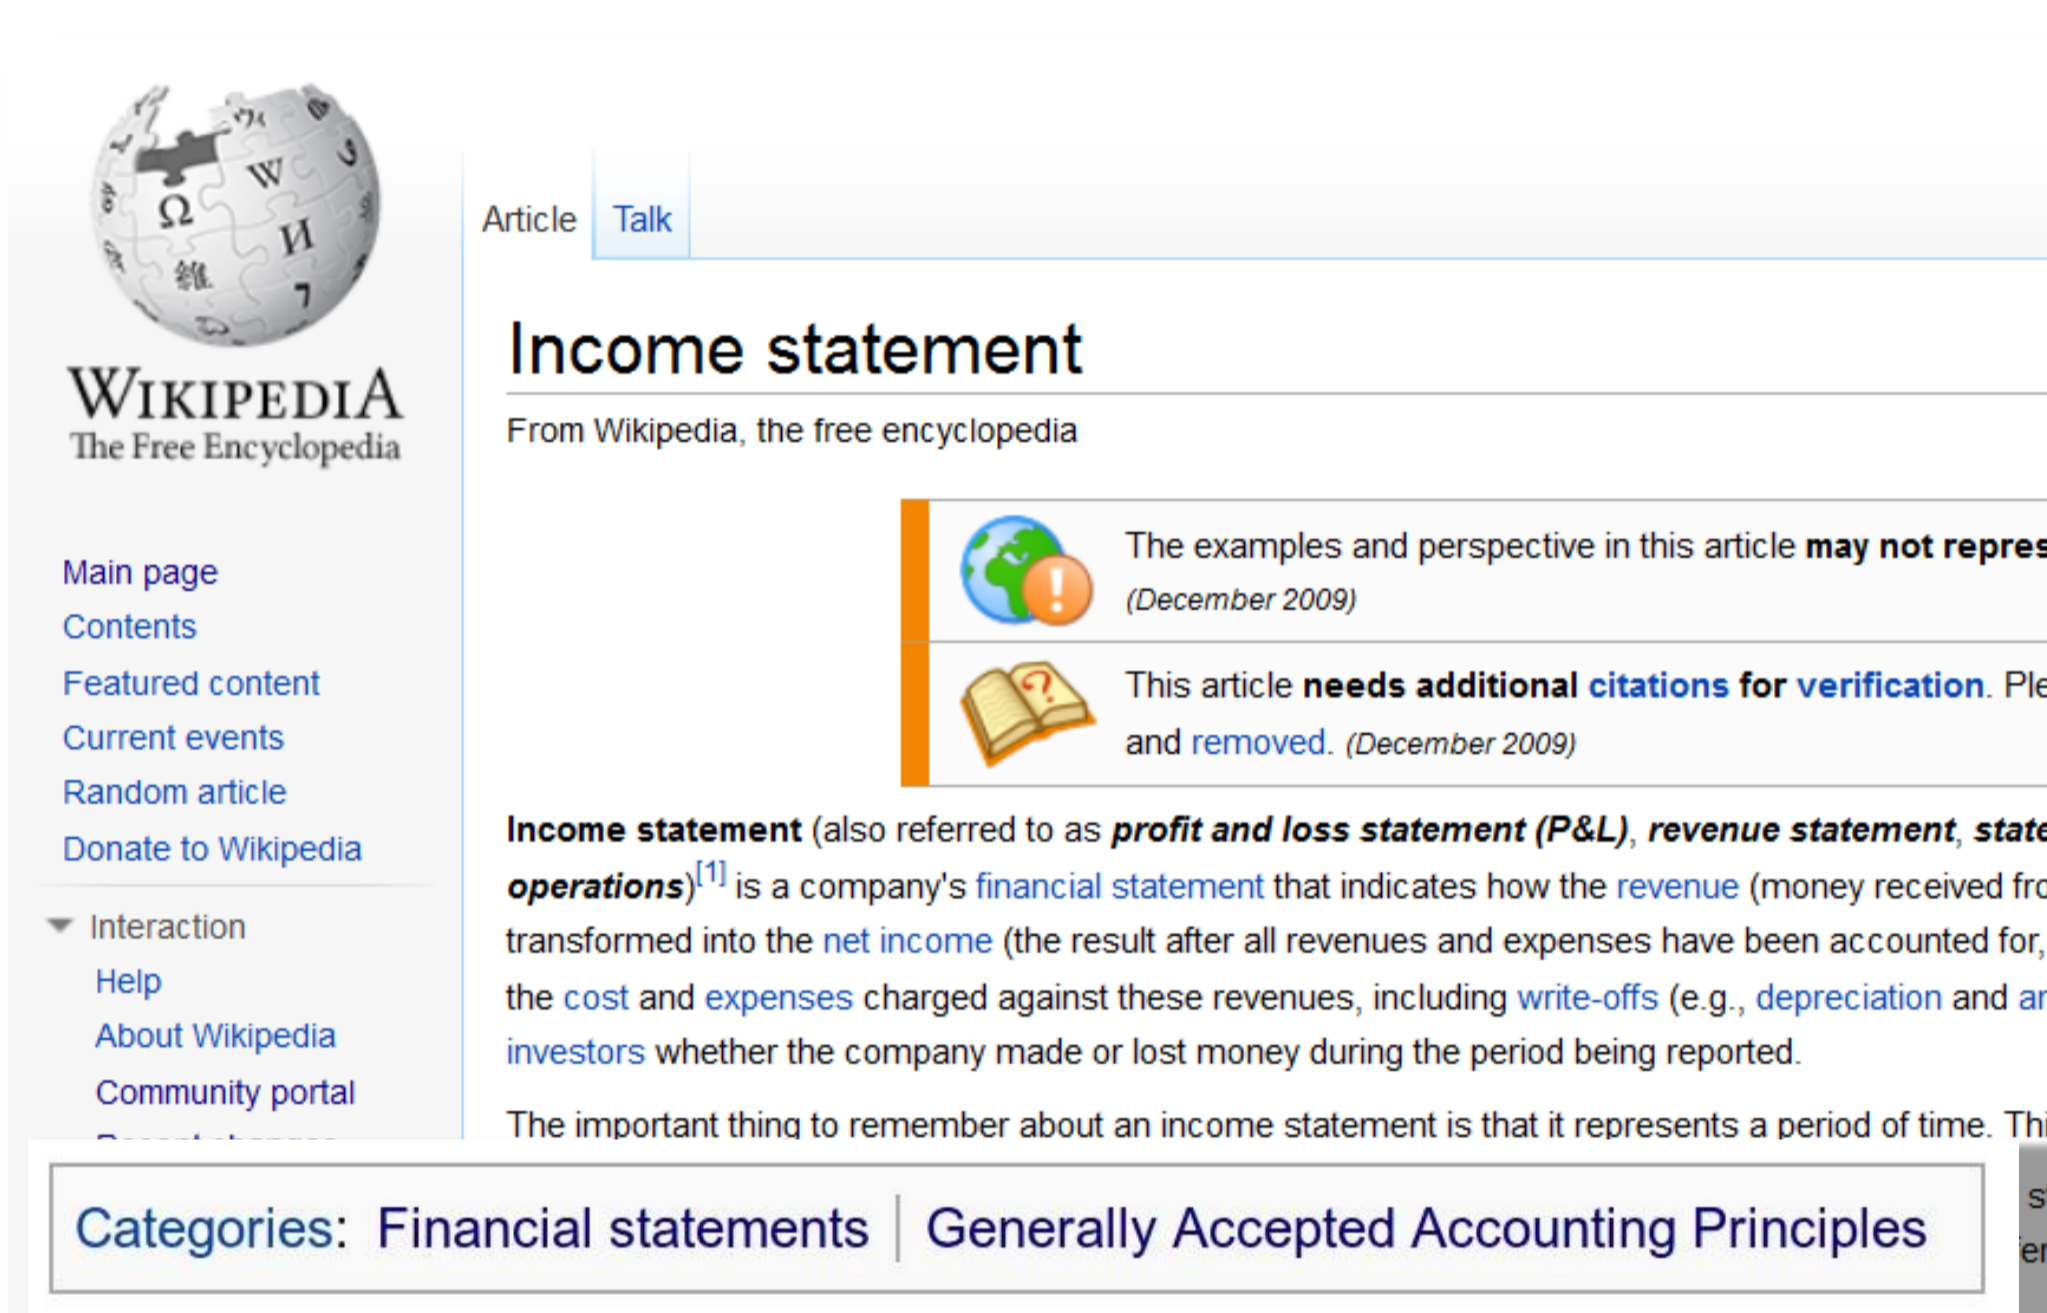 WIKIPEDIA
The Free Encyclopedia
Main page
Contents
Featured content
Current events
Random article
Donate to Wikipedia
Interaction
Help
About Wikipedia
Community portal
Article Talk
Income statement
From Wikipedia, the free encyclopedia
The examples and perspective in this article may not
(December 2009)
This article needs additional citations for verification.
and removed. (December 2009)
Income statement (also referred to as profit and loss statement (P&L), revenue statement,
operations)[1] is a company's financial statement that indicates how the revenue (money received
transformed into the net income (the result after all revenues and expenses have been accounted for,
the cost and expenses charged against these revenues, including write-offs (e.g., depreciation and
investors whether the company made or lost money during the period being reported.
The important thing to remember about an income statement is that it represents a period of time.
Categories: Financial statements | Generally Accepted Accounting Principles